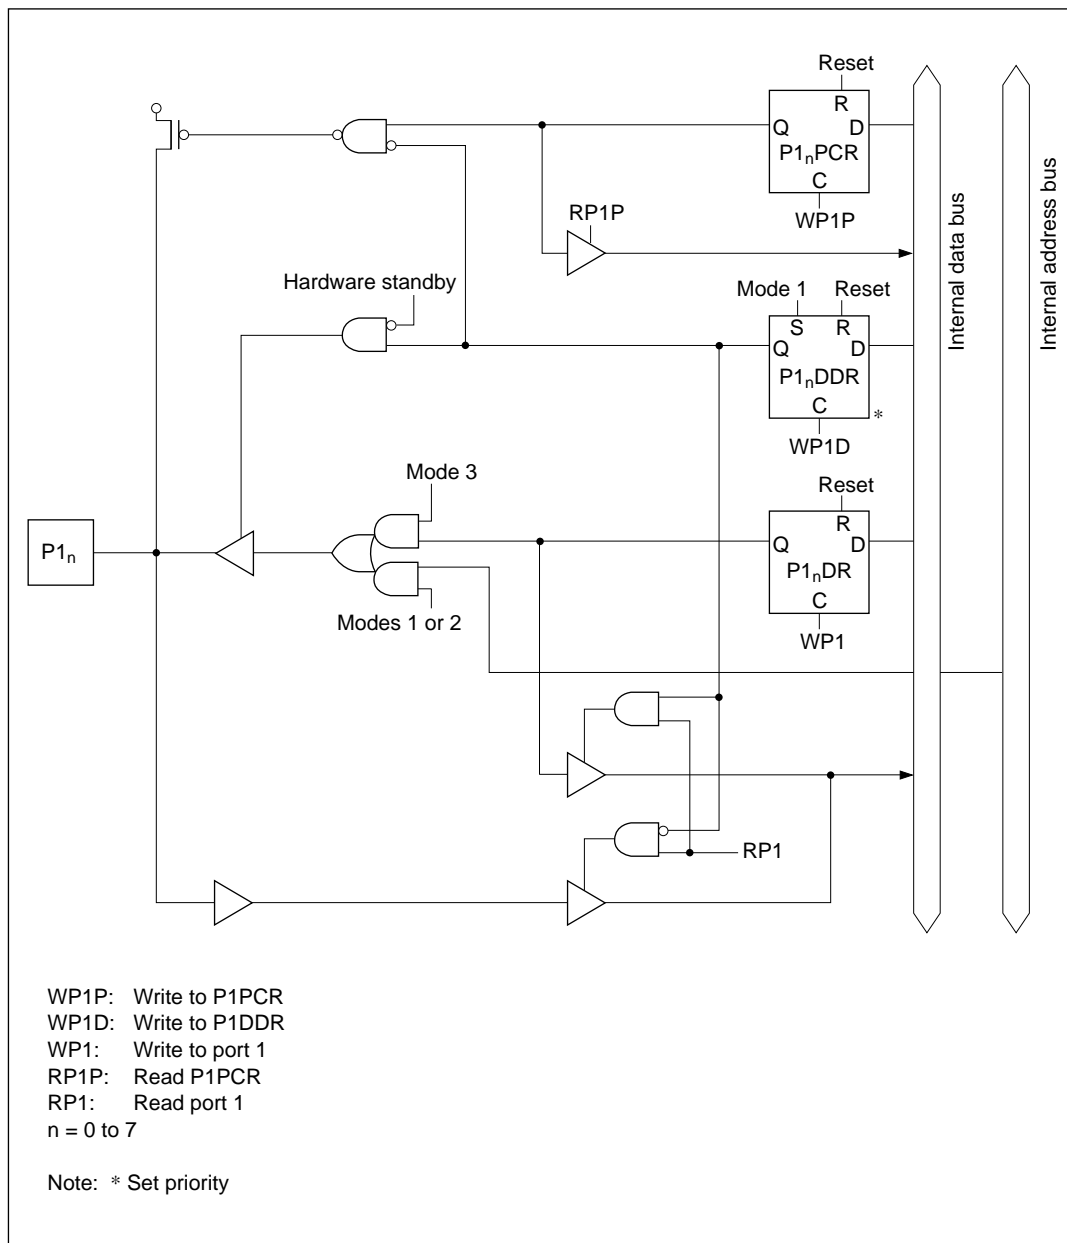 Reset
R
Q D
P1nPCR
C
WP1P
RP1P
Hardware standby
Mode 1 Reset
S R
Q D
P1nDDR
C
*
WP1D
Mode 3
Reset
R
Q D
P1nDR
C
WP1
P1n
Modes 1 or 2
RP1
Internal data bus
Internal address bus
WP1P: Write to P1PCR
WP1D: Write to P1DDR
WP1: Write to port 1
RP1P: Read P1PCR
RP1: Read port 1
n = 0 to 7
Note: * Set priority